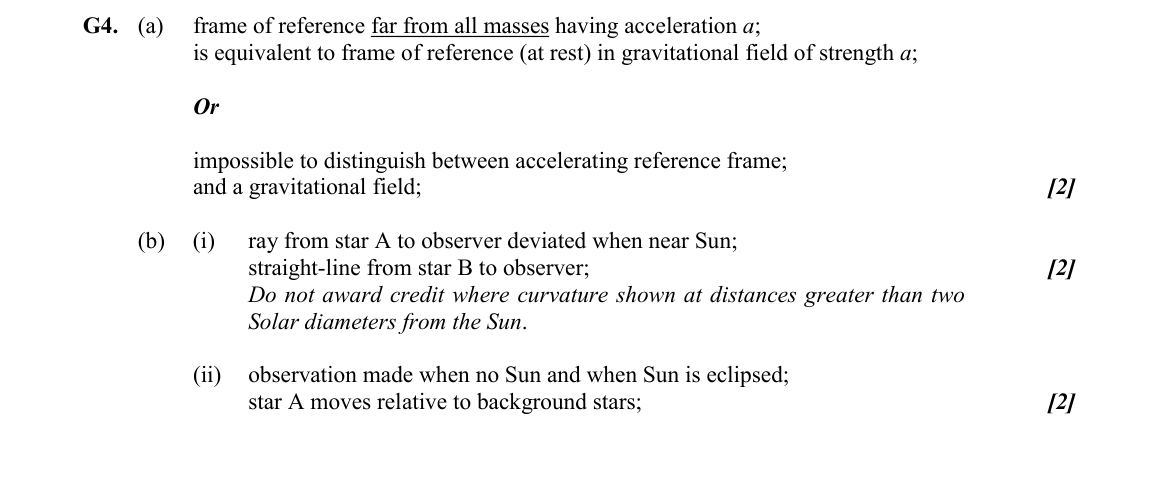 G4. (a) frame of reference far from all masses having acceleration a;
is equivalent to frame of reference (at rest) in gravitational field of strength a;
Or
impossible to distinguish between accelerating reference frame;
and a gravitational field; [2]
(b) (i) ray from star A to observer deviated when near Sun;
straight-line from star B to observer; [2]
Do not award credit where curvature shown at distances greater than two
Solar diameters from the Sun.
(ii) observation made when no Sun and when Sun is eclipsed;
star A moves relative to background stars; [2]